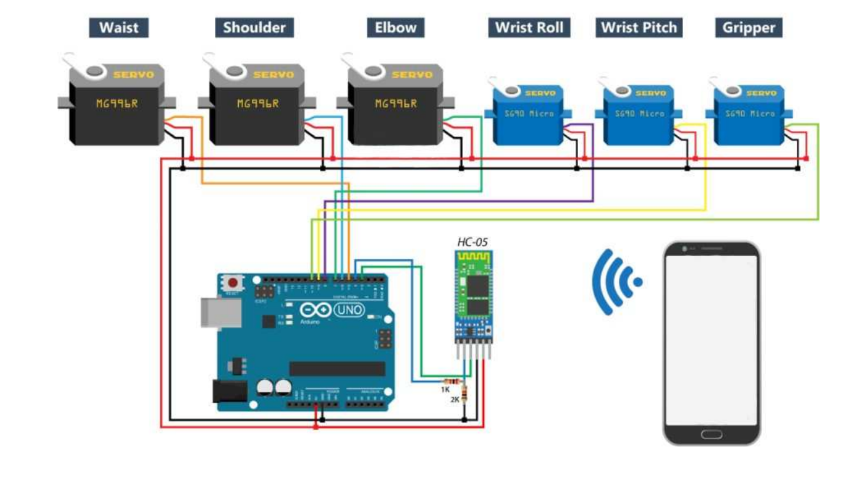 Waist
Shoulder
Elbow
Wrist Roll
Wrist Pitch
Gripper
SERVO
MG996R
SERVO
MG996R
SERVO
MG996R
SERVO
SG90 Micro
SERVO
SG90 Micro
SERVO
SG90 Micro
HC-05
UNO
Arduino
1K
2K